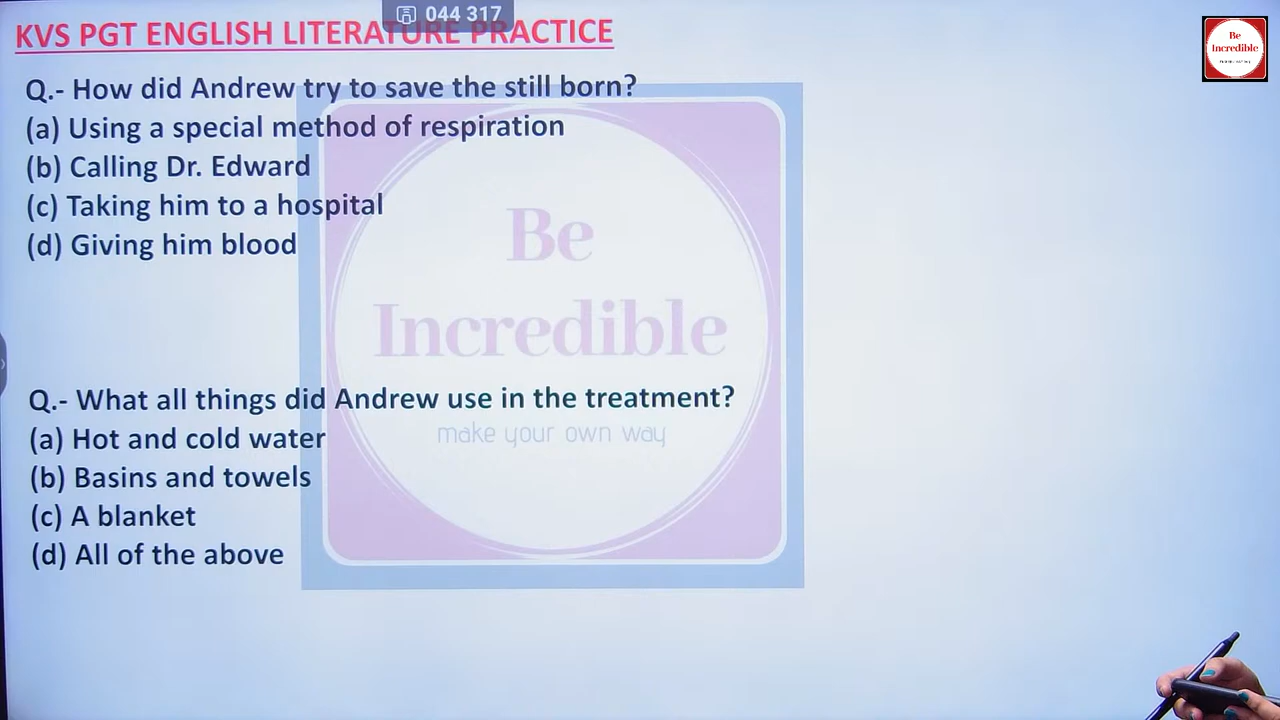 044 317
KVS PGT ENGLISH LITERATURE PRACTICE
Be
Incredible
Q.- How did Andrew try to save the still born?
(a) Using a special method of respiration
(b) Calling Dr. Edward
(c) Taking him to a hospital
(d) Giving him blood
Be
Incredible
make your own way
Q.- What all things did Andrew use in the treatment?
(a) Hot and cold water
(b) Basins and towels
(c) A blanket
(d) All of the above